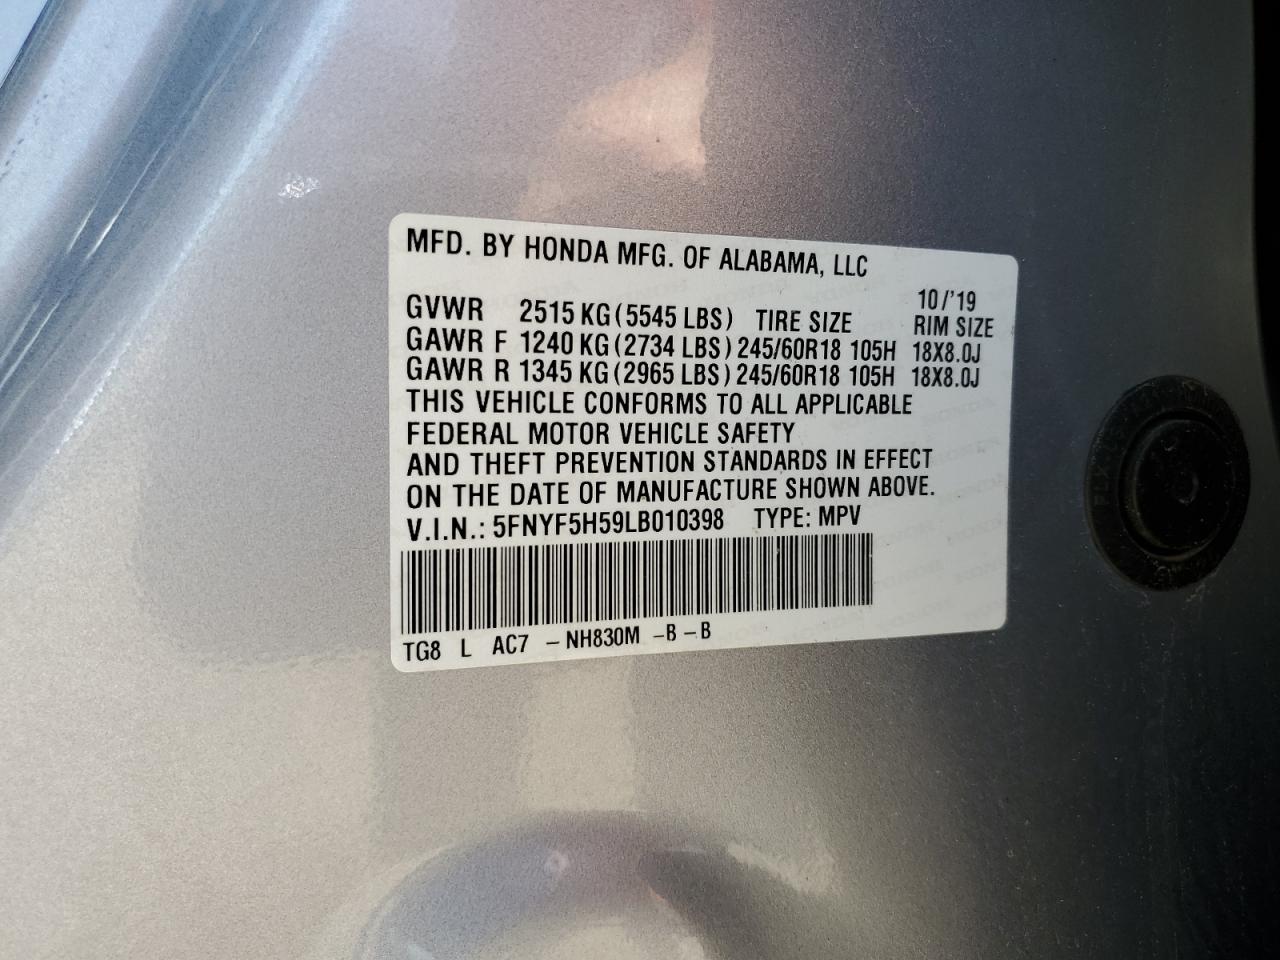 MFD. BY HONDA MFG. OF ALABAMA, LLC
10/'19
GVWR 2515 KG (5545 LBS) TIRE SIZE RIM SIZE
GAWR F 1240 KG (2734 LBS) 245/60R18 105H 18X8.0J
GAWR R 1345 KG (2965 LBS) 245/60R18 105H 18X8.0J
THIS VEHICLE CONFORMS TO ALL APPLICABLE
FEDERAL MOTOR VEHICLE SAFETY
AND THEFT PREVENTION STANDARDS IN EFFECT
ON THE DATE OF MANUFACTURE SHOWN ABOVE.
V.I.N.: 5FNYF5H59LB010398 TYPE: MPV
TG8 L AC7 - NH830M - B - B